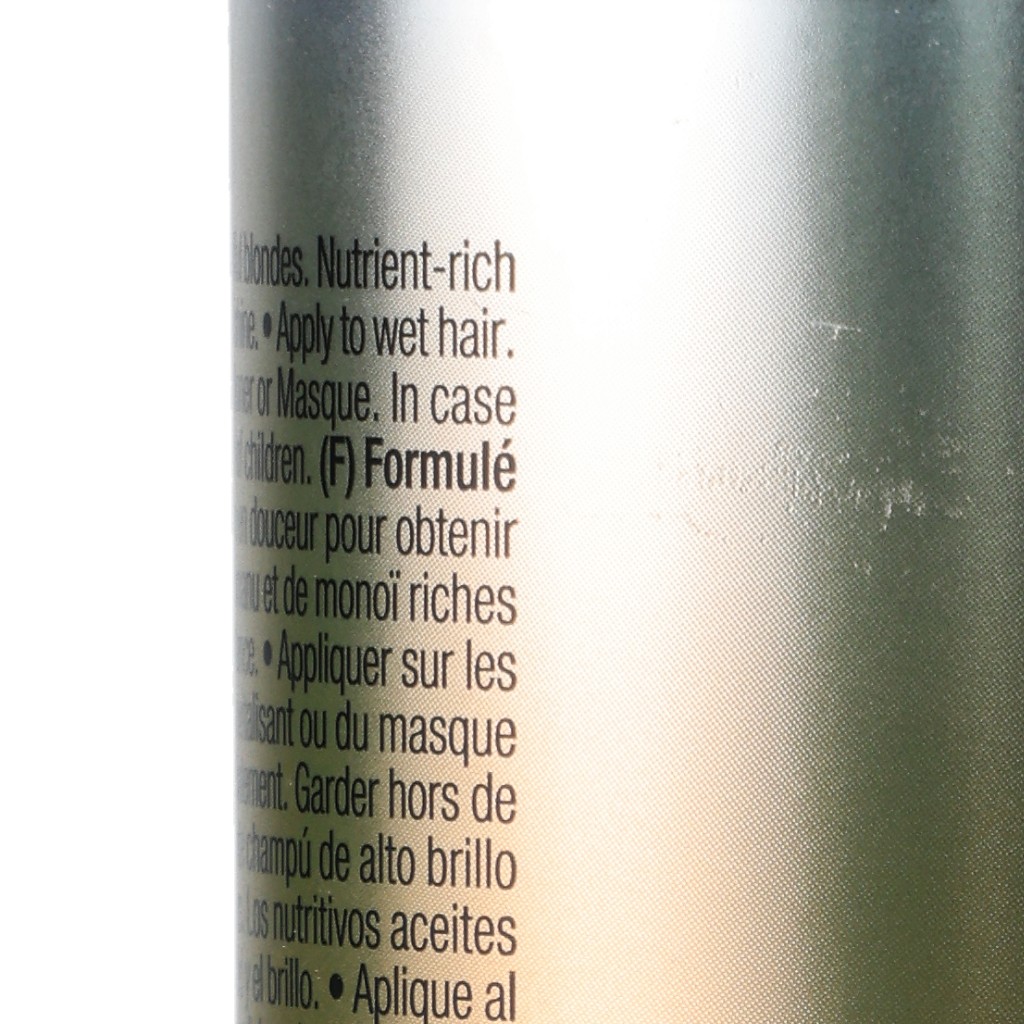 blondes. Nutrient-rich
• Apply to wet hair.
or Masque. In case
children. (F) Formulé
douceur pour obtenir
et de monoï riches
• Appliquer sur les
ou du masque
Garder hors de
champú de alto brillo
Los nutritivos aceites
y el brillo. • Aplique al